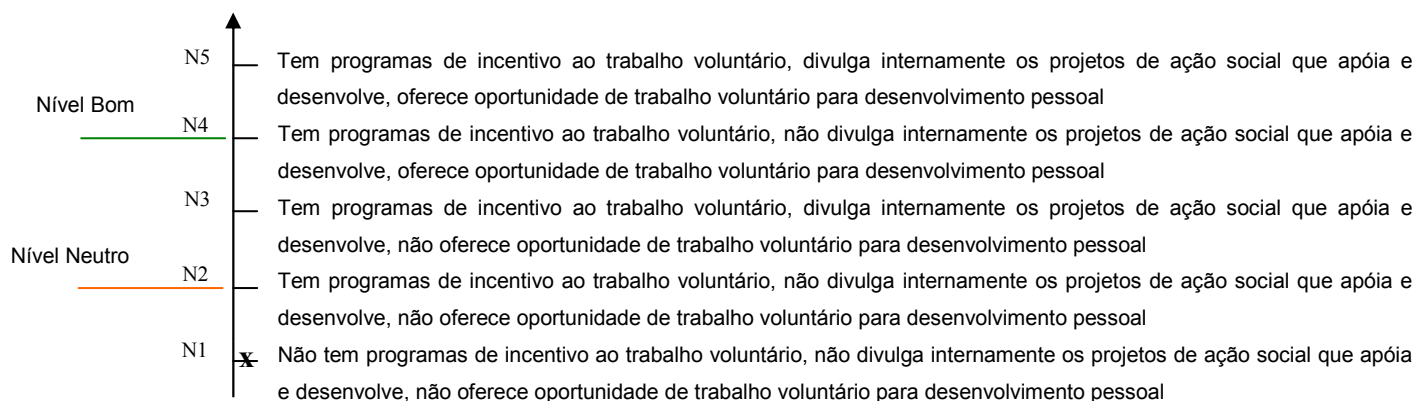 N5 Tem programas de incentivo ao trabalho voluntário, divulga internamente os projetos de ação social que apóia e
desenvolve, oferece oportunidade de trabalho voluntário para desenvolvimento pessoal
Nível Bom
N4 Tem programas de incentivo ao trabalho voluntário, não divulga internamente os projetos de ação social que apóia e
desenvolve, oferece oportunidade de trabalho voluntário para desenvolvimento pessoal
N3 Tem programas de incentivo ao trabalho voluntário, divulga internamente os projetos de ação social que apóia e
desenvolve, não oferece oportunidade de trabalho voluntário para desenvolvimento pessoal
Nível Neutro
N2 Tem programas de incentivo ao trabalho voluntário, não divulga internamente os projetos de ação social que apóia e
desenvolve, não oferece oportunidade de trabalho voluntário para desenvolvimento pessoal
N1 x Não tem programas de incentivo ao trabalho voluntário, não divulga internamente os projetos de ação social que apóia
e desenvolve, não oferece oportunidade de trabalho voluntário para desenvolvimento pessoal